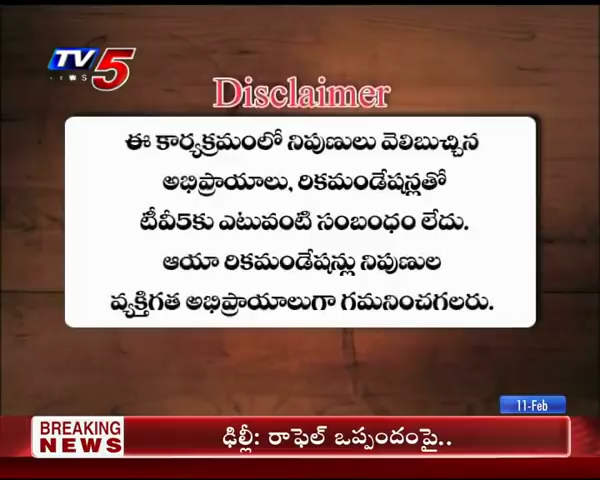 TV5
NEWS
Disclaimer
ఈ కార్యక్రమంలో నిపుణులు వెలిబుచ్చిన
అభిప్రాయాలు, రికమండేషన్లతో
టీవీ5కు ఎటువంటి సంబంధం లేదు.
ఆయా రికమండేషన్లు నిపుణుల
వ్యక్తిగత అభిప్రాయాలుగా గమనించగలరు.
11-Feb
BREAKING
NEWS
ఢిల్లీ: రాఫెల్ ఒప్పందంపై..